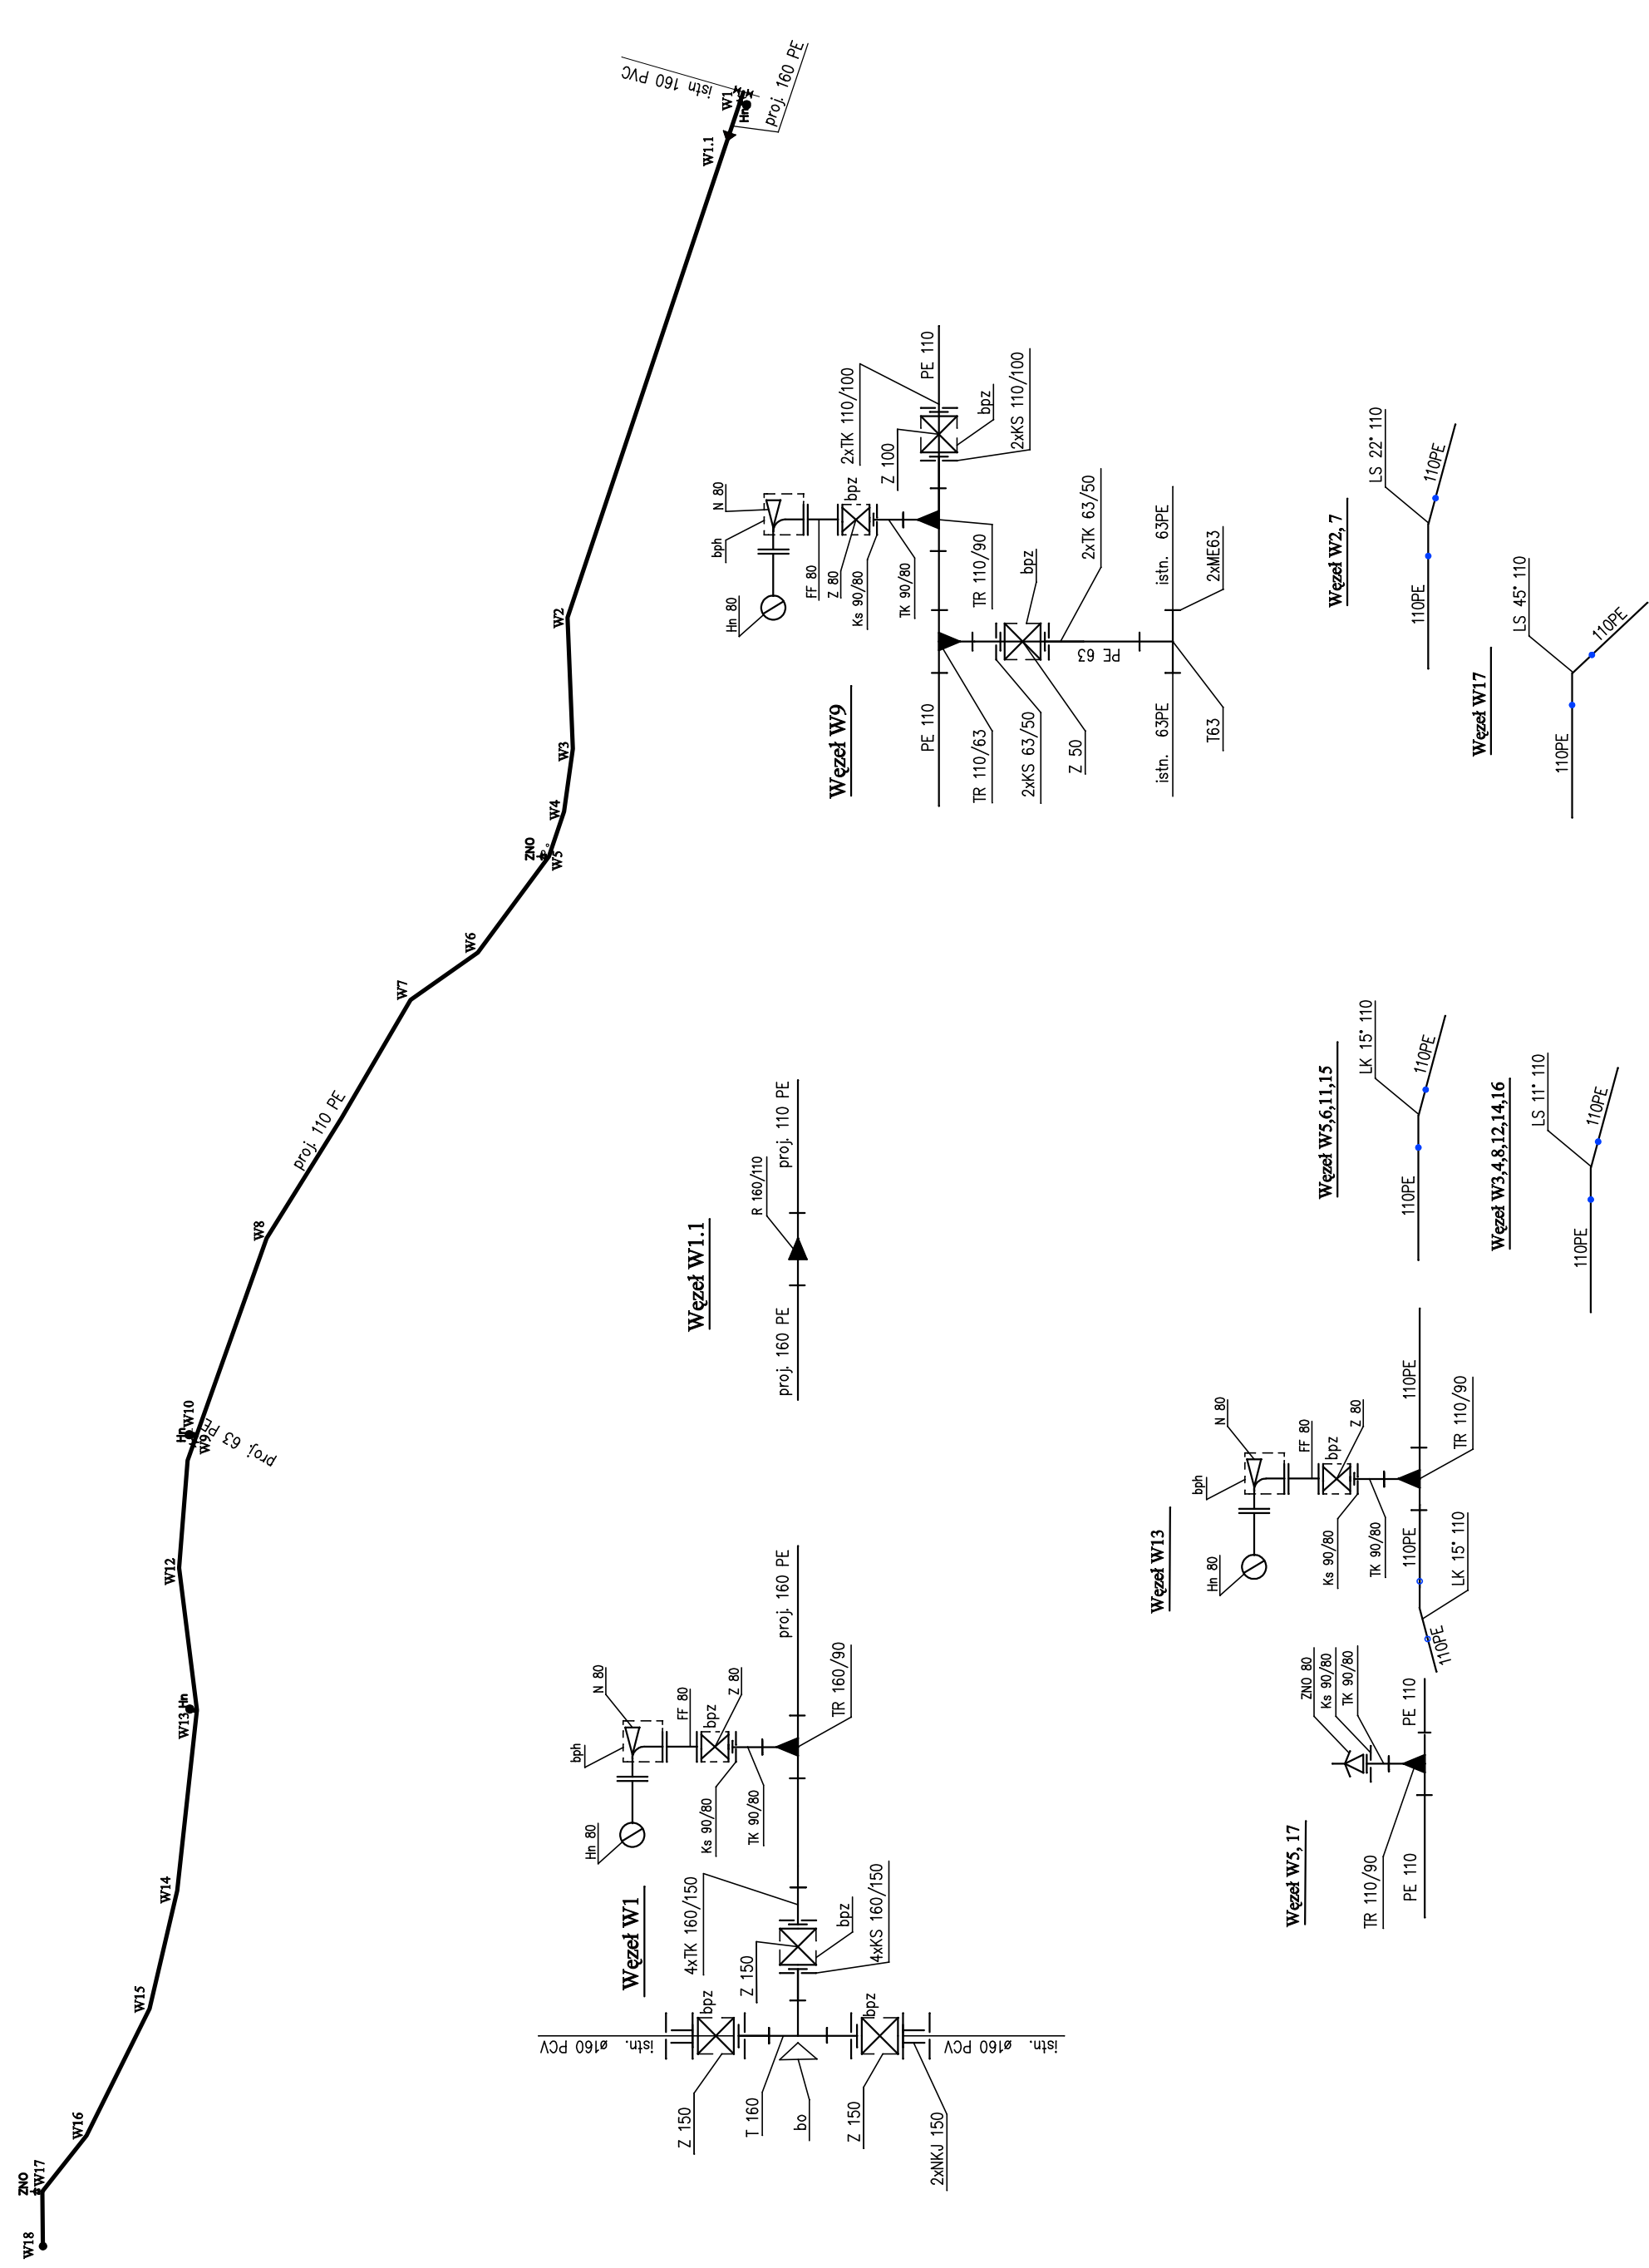 istn 160 PVC
proj. 160 PE
W1
Hn
W1.1
W2
W3
W4
ZNO
W5
W6
W7
proj. 110 PE
W8
Hn
W10
W9
proj. 63 PE
W12
W13
Hn
W14
W15
W16
ZNO
W17
W18
Węzeł W9
N 80
bph
Hn 80
FF 80
Z 80
bpz
Ks 90/80
TK 90/80
2xTK 110/100
Z 100
PE 110
bpz
2xKS 110/100
TR 110/90
bpz
2xTK 63/50
PE 110
TR 110/63
2xKS 63/50
Z 50
PE 63
istn. 63PE
istn. 63PE
2xME63
T63
Węzeł W2, 7
LS 22° 110
110PE
110PE
Węzeł W17
LS 45° 110
110PE
110PE
Węzeł W1.1
R 160/110
proj. 160 PE
proj. 110 PE
Węzeł W5,6,11,15
LK 15° 110
110PE
110PE
Węzeł W3,4,8,12,14,16
LS 11° 110
110PE
110PE
Węzeł W1
N 80
bph
Hn 80
FF 80
bpz
Z 80
Ks 90/80
TK 90/80
proj. 160 PE
TR 160/90
4xTK 160/150
Z 150
bpz
4xKS 160/150
bpz
bpz
istn. ø160 PCV
istn. ø160 PCV
Z 150
T 160
bo
Z 150
2xNKJ 150
Węzeł W13
N 80
bph
Hn 80
FF 80
bpz
Z 80
Ks 90/80
TK 90/80
110PE
TR 110/90
110PE
LK 15° 110
110PE
Węzeł W5, 17
ZNO 80
Ks 90/80
TK 90/80
PE 110
TR 110/90
PE 110